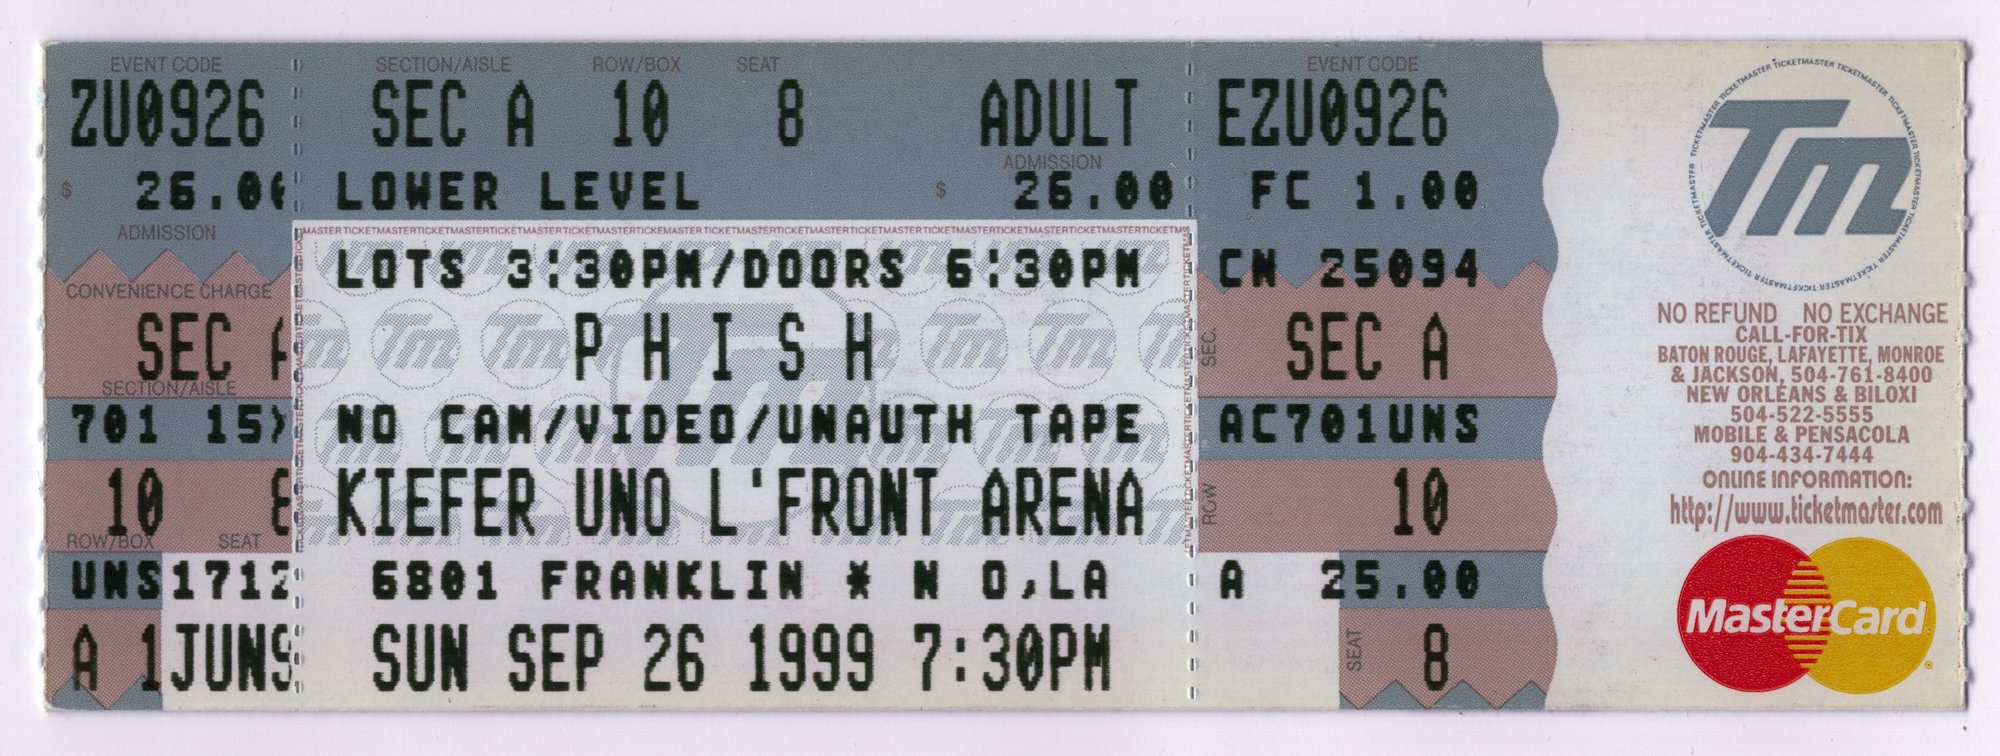 EVENT CODE
ZU0926
$ 26.00
ADMISSION
CONVENIENCE CHARGE
SEC A
SECTION/AISLE
701 15X
10 8
ROW/BOX SEAT
UNS1712
A 1JUN9
SECTION/AISLE ROW/BOX SEAT
SEC A 10 8 ADULT
ADMISSION
LOWER LEVEL $ 26.00
LOTS 3:30PM/DOORS 6:30PM
P H I S H
NO CAM/VIDEO/UNAUTH TAPE
KIEFER UNO L'FRONT ARENA
6801 FRANKLIN * N O,LA
SUN SEP 26 1999 7:30PM
EVENT CODE
EZU0926
FC 1.00
CN 25094
SEC.
SEC A
AC701UNS
ROW
10
A 25.00
SEAT
8
TICKETMASTER TICKETMASTER TICKETMASTER
Tm
NO REFUND NO EXCHANGE
CALL-FOR-TIX
BATON ROUGE, LAFAYETTE, MONROE
& JACKSON, 504-761-8400
NEW ORLEANS & BILOXI
504-522-5555
MOBILE & PENSACOLA
904-434-7444
ONLINE INFORMATION:
http://www.ticketmaster.com
MasterCard